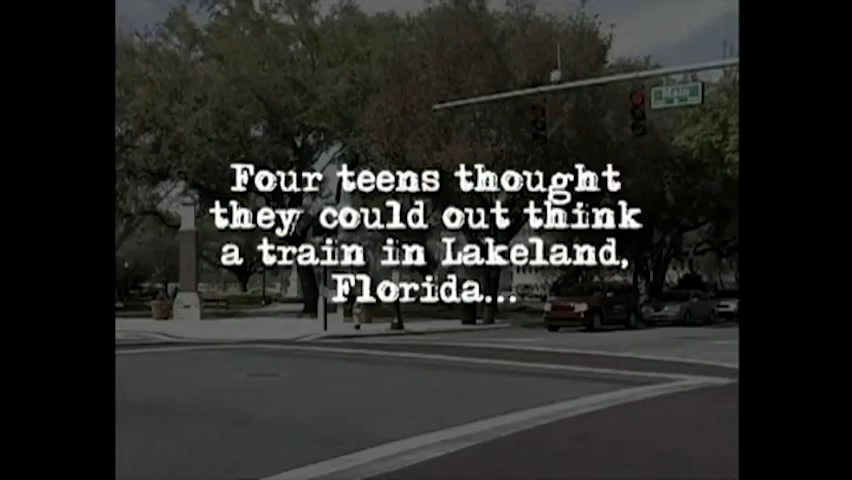 Main
Four teens thought
they could out think
a train in Lakeland,
Florida...